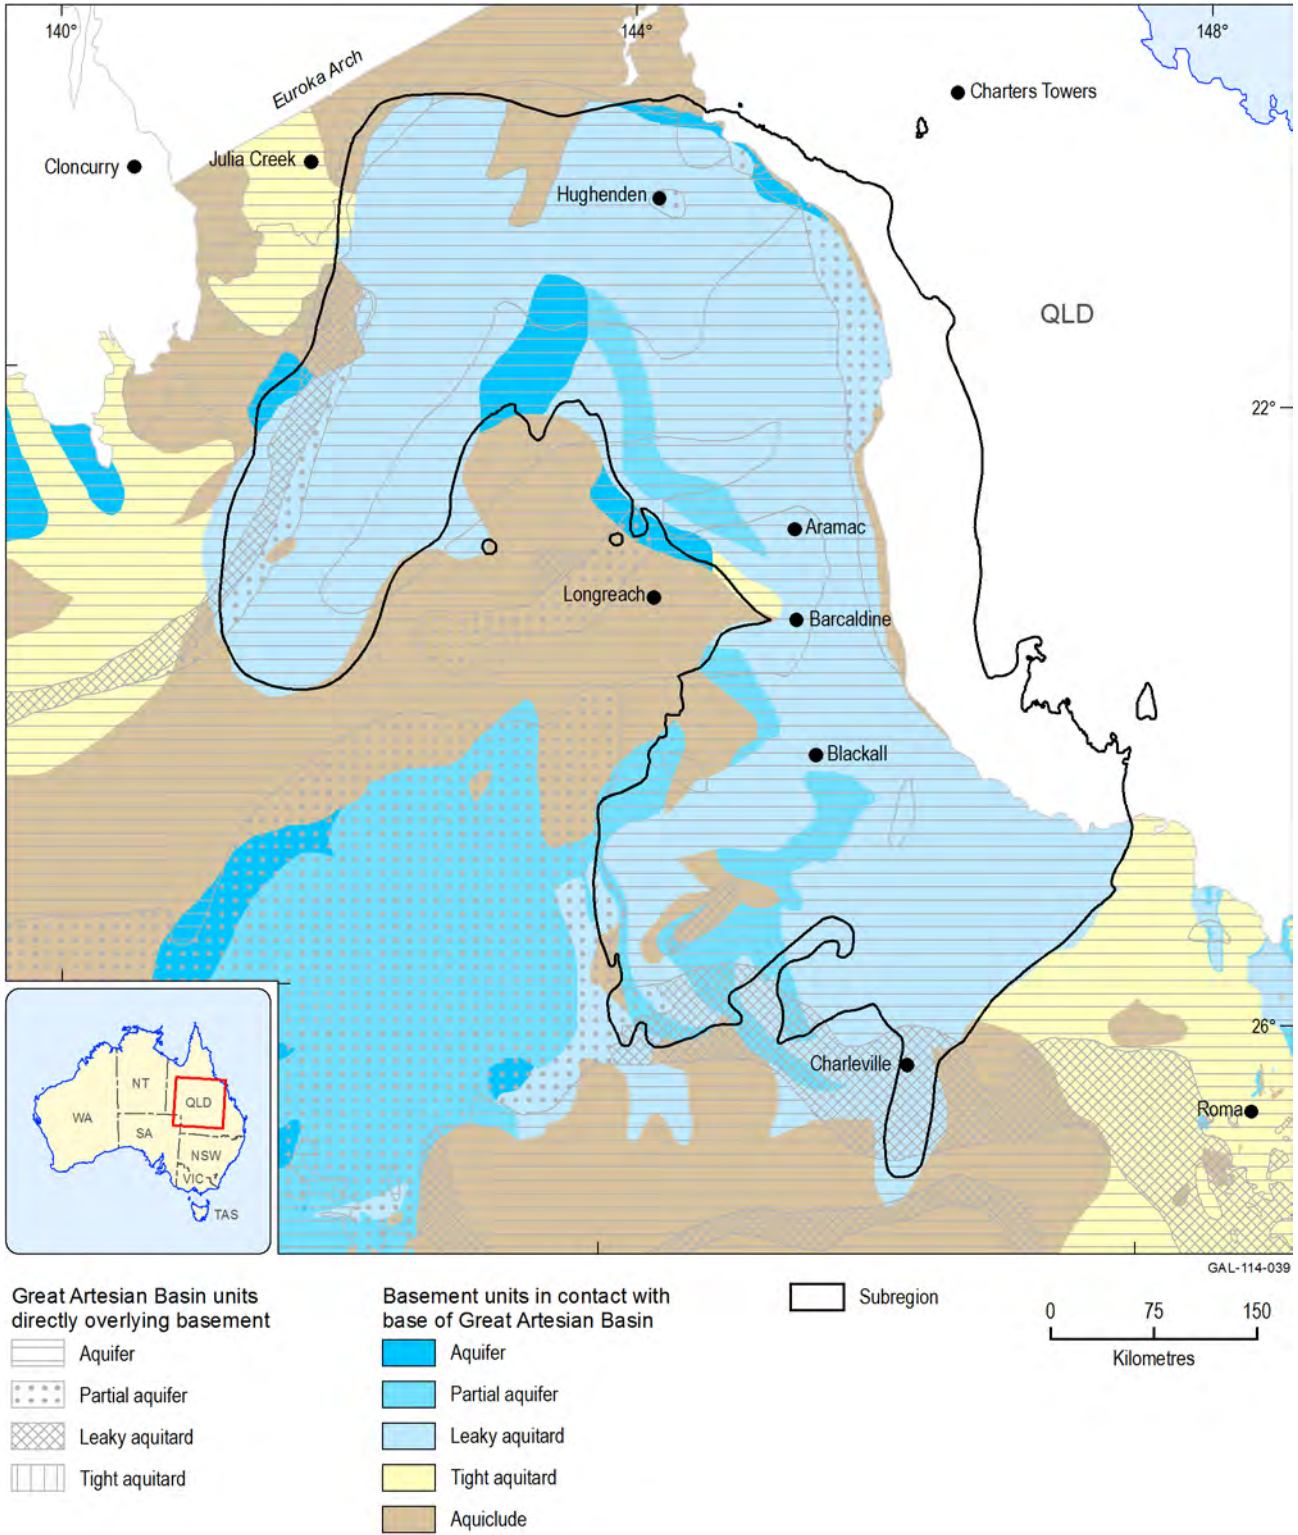 140°
144°
148°
Euroka Arch
Charters Towers
Cloncurry
Julia Creek
Hughenden
QLD
22°
Aramac
Longreach
Barcaldine
Blackall
26°
Charleville
Roma
NT
WA
QLD
SA
NSW
VIC
TAS
GAL-114-039
Great Artesian Basin units
directly overlying basement
Aquifer
Partial aquifer
Leaky aquitard
Tight aquitard
Basement units in contact with
base of Great Artesian Basin
Aquifer
Partial aquifer
Leaky aquitard
Tight aquitard
Aquiclude
Subregion
0 75 150
Kilometres